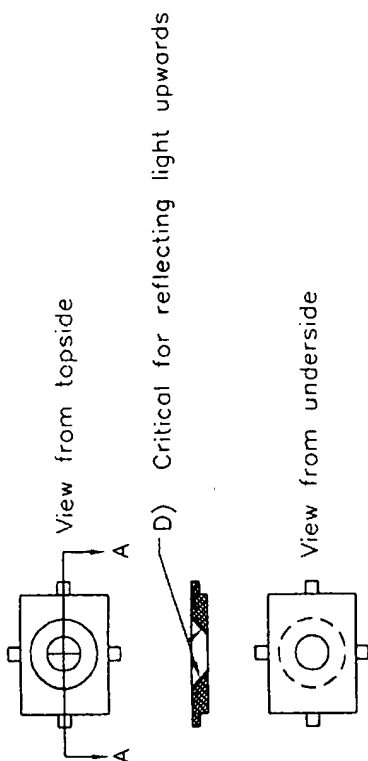 View from topside
A
A
D) Critical for reflecting light upwards
View from underside